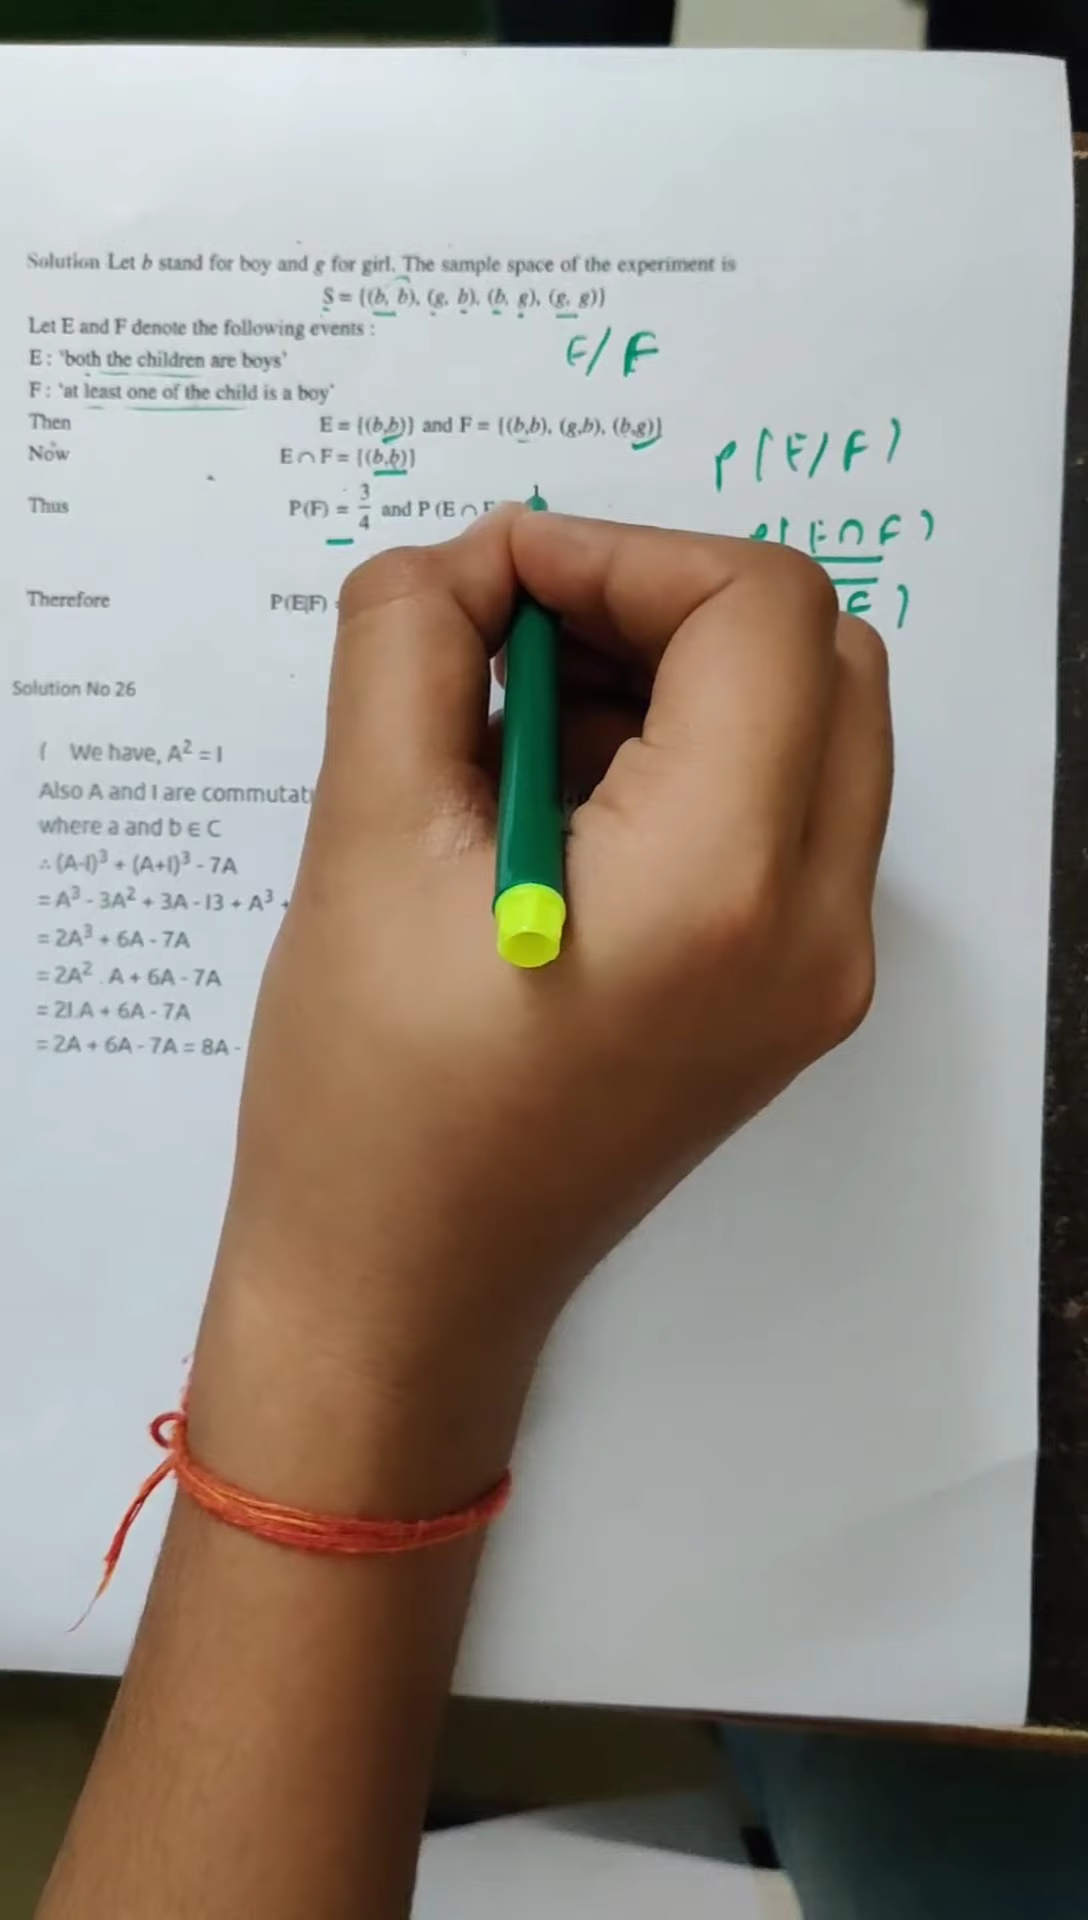 Solution Let b stand for boy and g for girl. The sample space of the experiment is
S = {(b, b), (g, b), (b, g), (g, g)}
Let E and F denote the following events :
E/F
E : 'both the children are boys'
F : 'at least one of the child is a boy'
Then E = {(b,b)} and F = {(b,b), (g,b), (b,g)}
Now E ∩ F = {(b,b)}
P(E/F)
Thus P(F) = 3/4 and P (E ∩
P(E∩F)
F)
Therefore P(E|F)
Solution No 26
( We have, A² = I
Also A and I are commutat
where a and b ∈ C
∴ (A-I)³ + (A+I)³ - 7A
= A³ - 3A² + 3A - I3 + A³ +
= 2A³ + 6A - 7A
= 2A² . A + 6A - 7A
= 2I.A + 6A - 7A
= 2A + 6A - 7A = 8A -